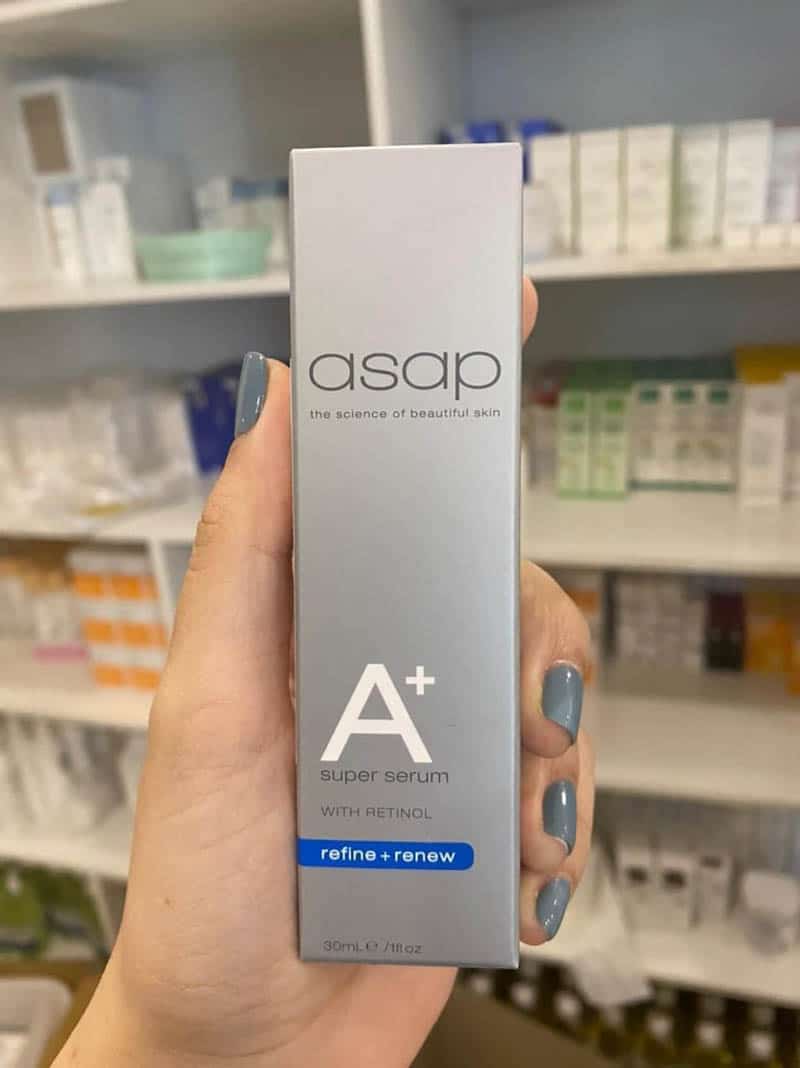 asap
the science of beautiful skin
A+
super serum
WITH RETINOL
refine + renew
30mL ℮ /1fl oz